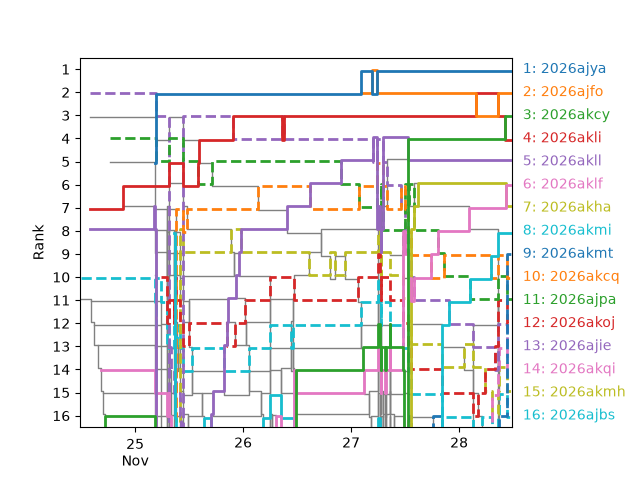 Rank
1
2
3
4
5
6
7
8
9
10
11
12
13
14
15
16
25
Nov
26
27
28
1: 2026ajya
2: 2026ajfo
3: 2026akcy
4: 2026akli
5: 2026akll
6: 2026aklf
7: 2026akha
8: 2026akmi
9: 2026akmt
10: 2026akcq
11: 2026ajpa
12: 2026akoj
13: 2026ajie
14: 2026akqi
15: 2026akmh
16: 2026ajbs